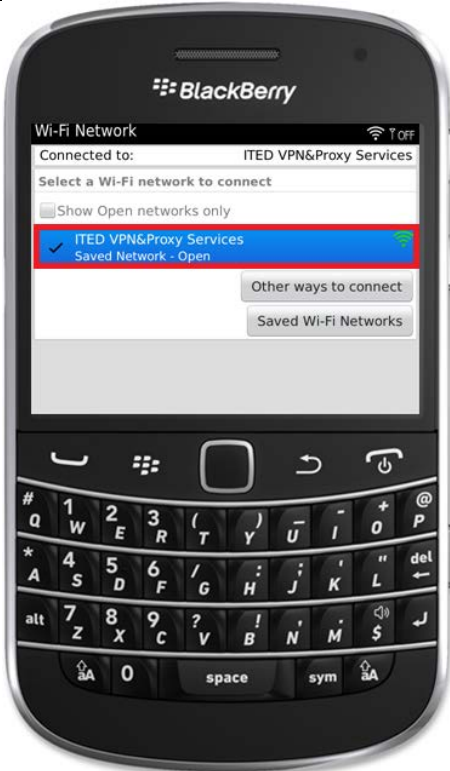 BlackBerry
Wi-Fi Network OFF
Connected to: ITED VPN&Proxy Services
Select a Wi-Fi network to connect
Show Open networks only
ITED VPN&Proxy Services
Saved Network - Open
Other ways to connect
Saved Wi-Fi Networks
# 1 2 3 ( ) _ - + @
Q W E R T Y U I O P
* 4 5 6 / : ; ' " del
A S D F G H J K L
alt 7 8 9 ? ! , . $
Z X C V B N M
aA 0 space sym aA